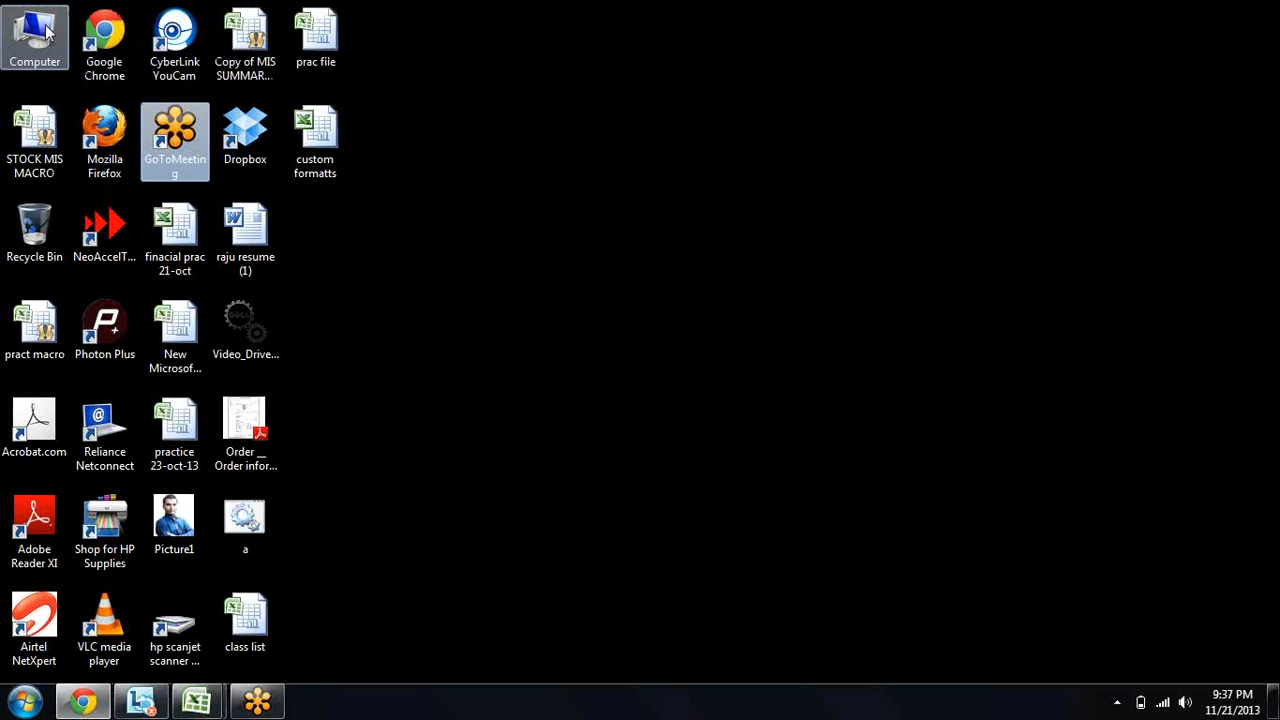 Computer
Google
Chrome
CyberLink
YouCam
Copy of MIS
SUMMAR...
prac file
STOCK MIS
MACRO
Mozilla
Firefox
GoToMeetin
g
Dropbox
custom
formatts
Recycle Bin
NeoAccelT...
finacial prac
21-oct
raju resume
(1)
pract macro
Photon Plus
New
Microsof...
DELL
Video_Drive...
Acrobat.com
Reliance
Netconnect
practice
23-oct-13
Order __
Order infor...
Adobe
Reader XI
Shop for HP
Supplies
Picture1
a
Airtel
NetXpert
VLC media
player
hp scanjet
scanner ...
class list
9:37 PM
11/21/2013